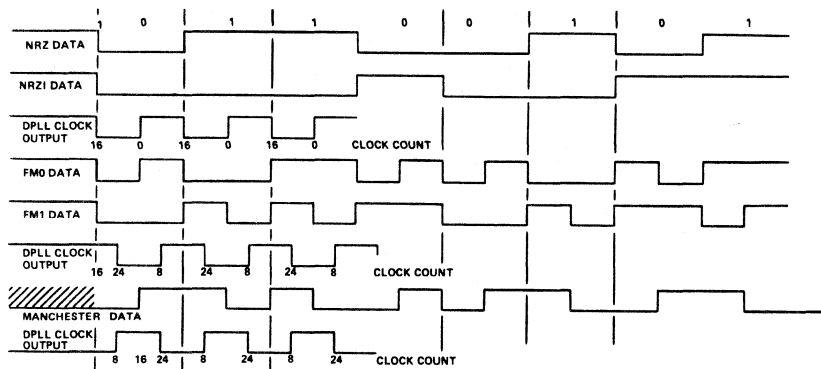 1 0 1 1 0 0 1 0 1
NRZ DATA
NRZI DATA
DPLL CLOCK
OUTPUT
16 0 16 0 16 0 CLOCK COUNT
FM0 DATA
FM1 DATA
DPLL CLOCK
OUTPUT
16 24 8 24 8 24 8 CLOCK COUNT
MANCHESTER DATA
DPLL CLOCK
OUTPUT
8 16 24 8 24 8 24 CLOCK COUNT